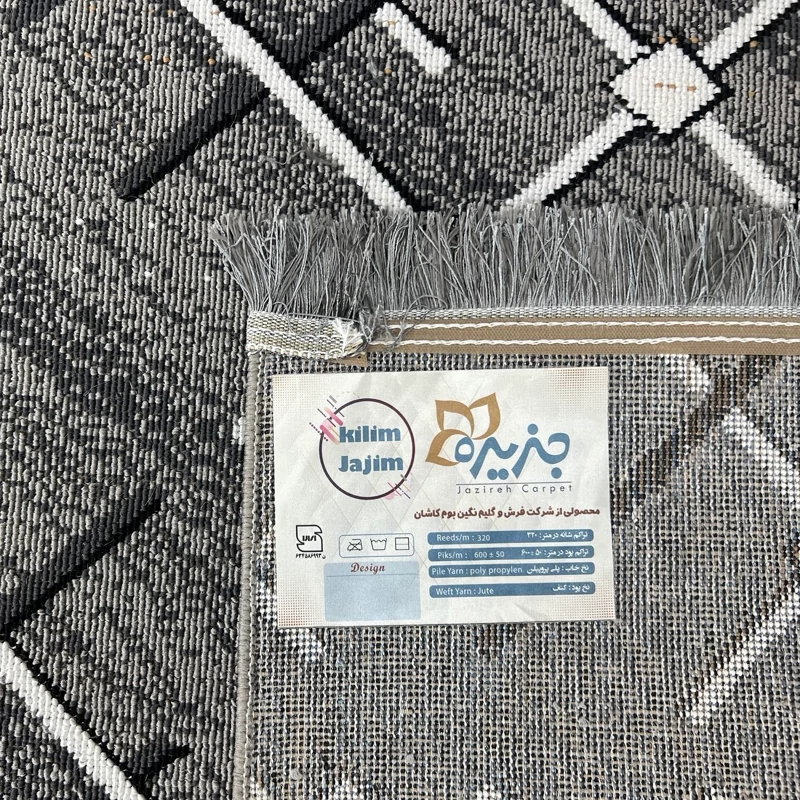 kilim
Jajim
جزیره
Jazireh Carpet
محصولی از شرکت فرش و گلیم نگین بوم کاشان
Reeds/m : 320 تراکم شانه در متر: ۳۲۰
Piks/m : 600 ± 50 تراکم پود در متر: ۵۰ ± ۶۰۰
Pile Yarn : poly propylen نخ خاب: پلی پروپیلن
Weft Yarn : Jute نخ پود: کنف
Design